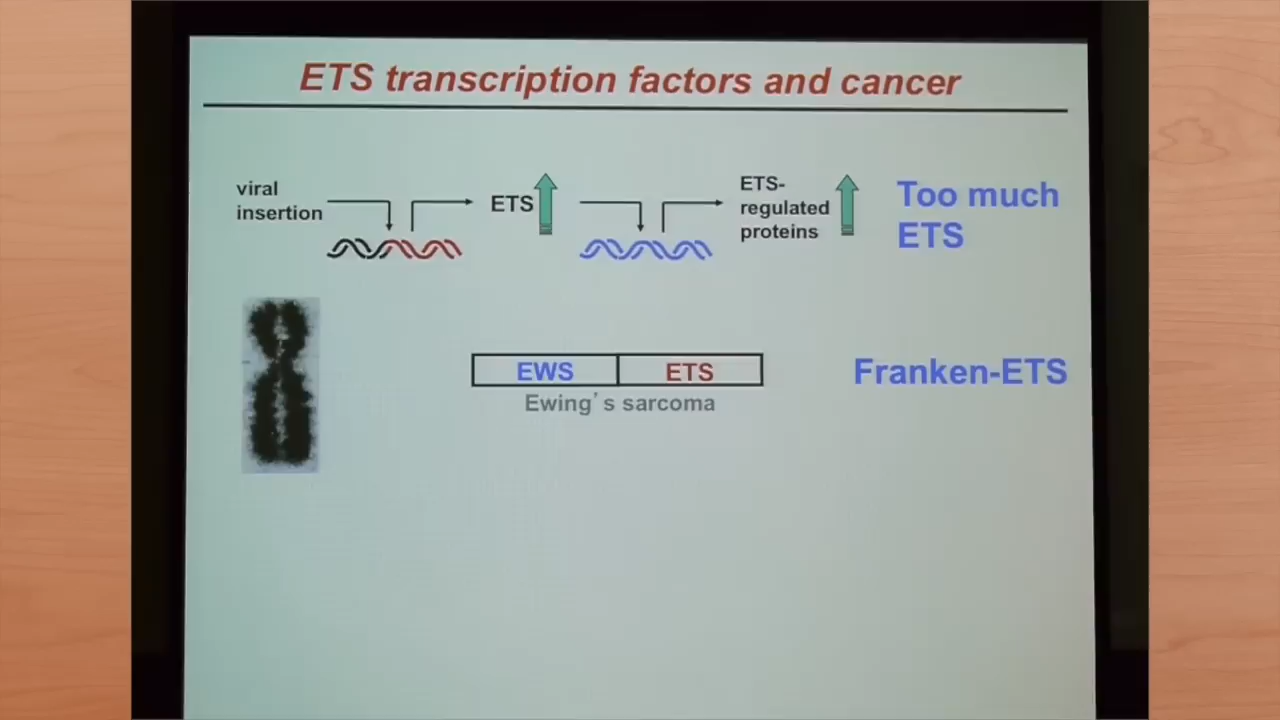 ETS transcription factors and cancer
viral
insertion
ETS
ETS-
regulated
proteins
Too much
ETS
EWS
ETS
Ewing's sarcoma
Franken-ETS